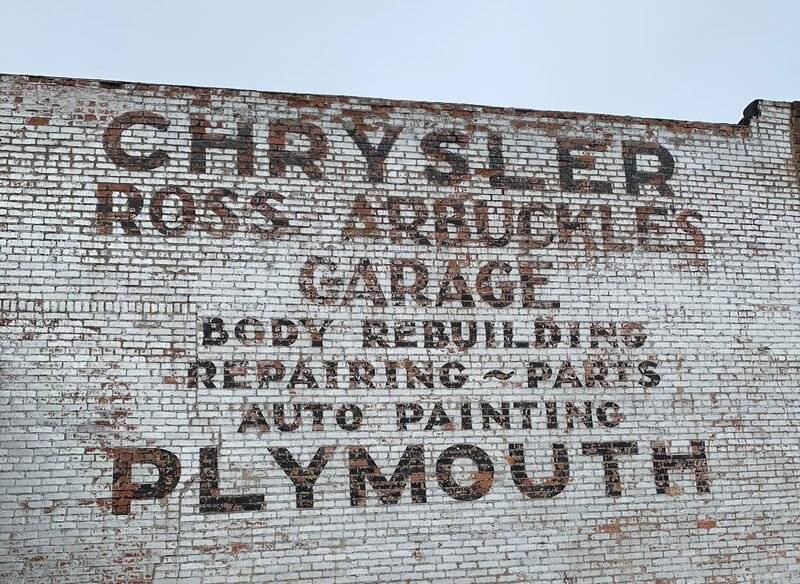 CHRYSLER
ROSS ARBUCKLES
GARAGE
BODY REBUILDING
REPAIRING ~ PARTS
AUTO PAINTING
PLYMOUTH